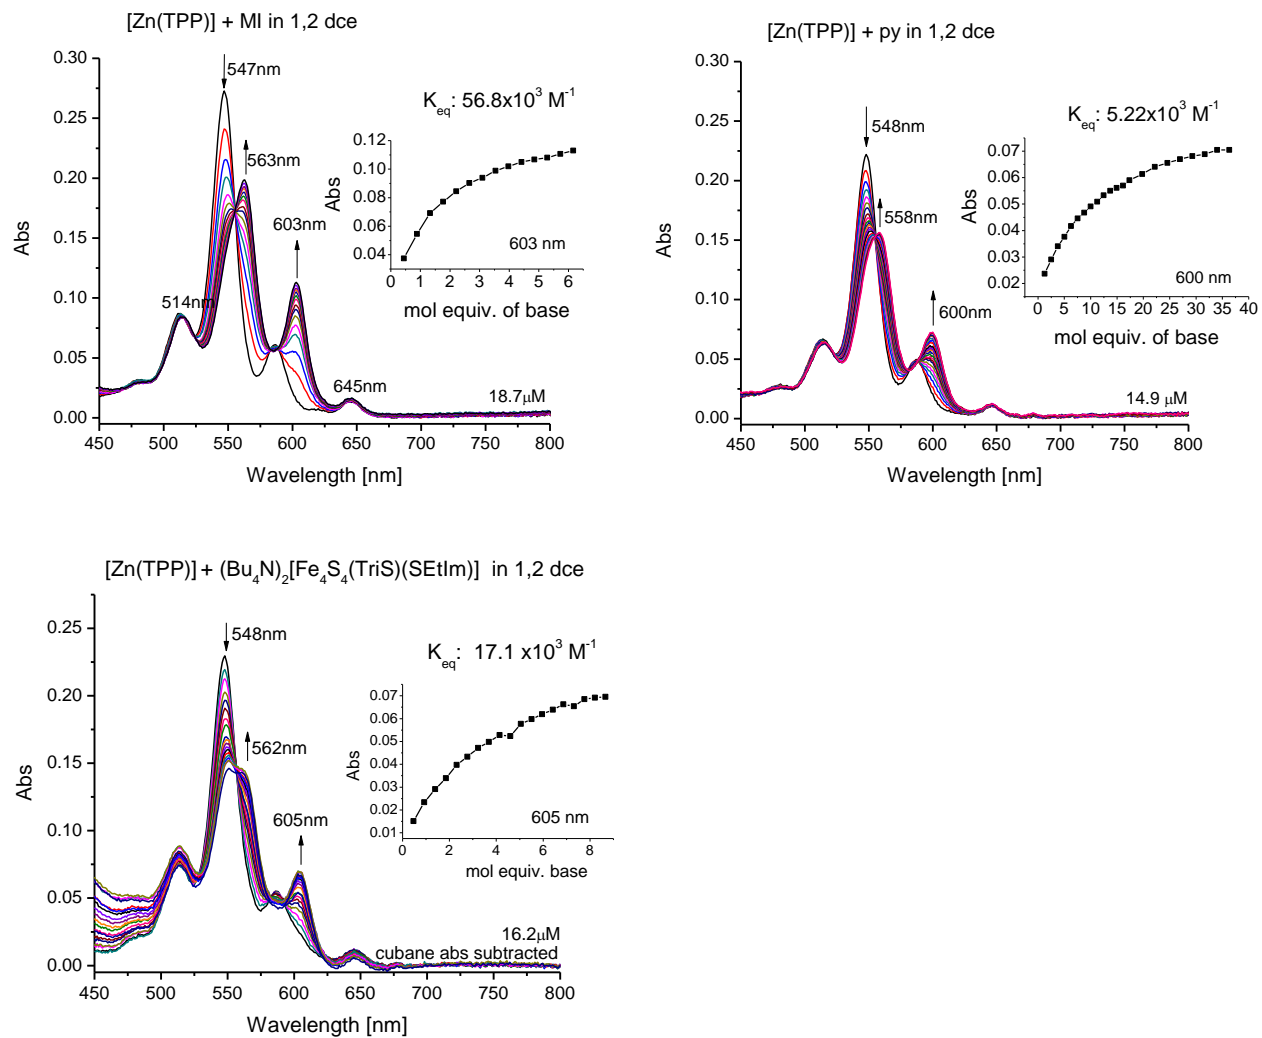 [Zn(TPP)] + MI in 1,2 dce
0.30
0.25
0.20
0.15
0.10
0.05
0.00
Abs
547nm
563nm
603nm
514nm
645nm
18.7μM
450 500 550 600 650 700 750 800
Wavelength [nm]
Keq: 56.8x10³ M⁻¹
0.12
0.10
0.08
0.06
0.04
Abs
603 nm
0 1 2 3 4 5 6
mol equiv. of base
[Zn(TPP)] + py in 1,2 dce
0.30
0.25
0.20
0.15
0.10
0.05
0.00
Abs
548nm
558nm
600nm
14.9 μM
450 500 550 600 650 700 750 800
Wavelength [nm]
Keq: 5.22x10³ M⁻¹
0.07
0.06
0.05
0.04
0.03
0.02
Abs
600 nm
0 5 10 15 20 25 30 35 40
mol equiv. of base
[Zn(TPP)] + (Bu₄N)₂[Fe₄S₄(TriS)(SEtIm)] in 1,2 dce
0.25
0.20
0.15
0.10
0.05
0.00
Abs
548nm
562nm
605nm
16.2μM
cubane abs subtracted
450 500 550 600 650 700 750 800
Wavelength [nm]
Keq: 17.1 x10³ M⁻¹
0.07
0.06
0.05
0.04
0.03
0.02
0.01
Abs
605 nm
0 2 4 6 8
mol equiv. base